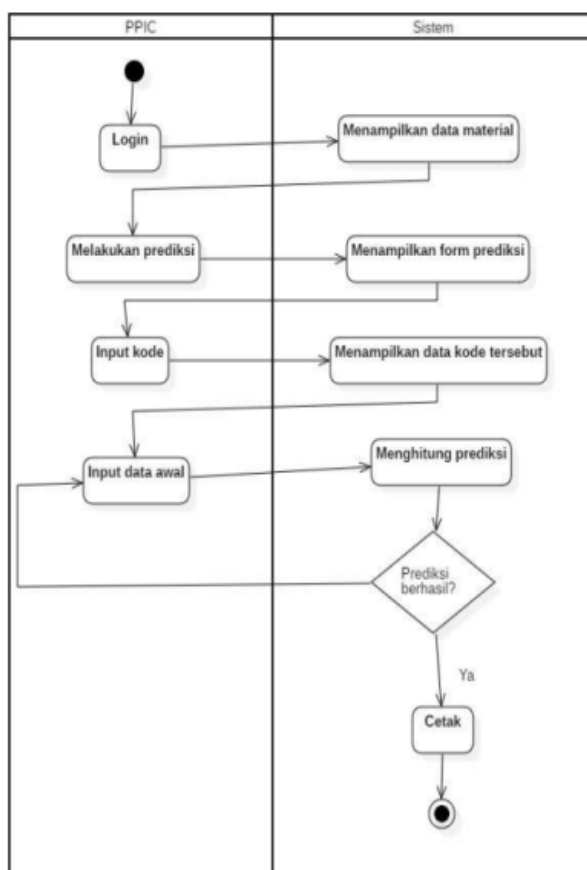 PPIC
Sistem
Login
Menampilkan data material
Melakukan prediksi
Menampilkan form prediksi
Input kode
Menampilkan data kode tersebut
Input data awal
Menghitung prediksi
Prediksi
berhasil?
Ya
Cetak